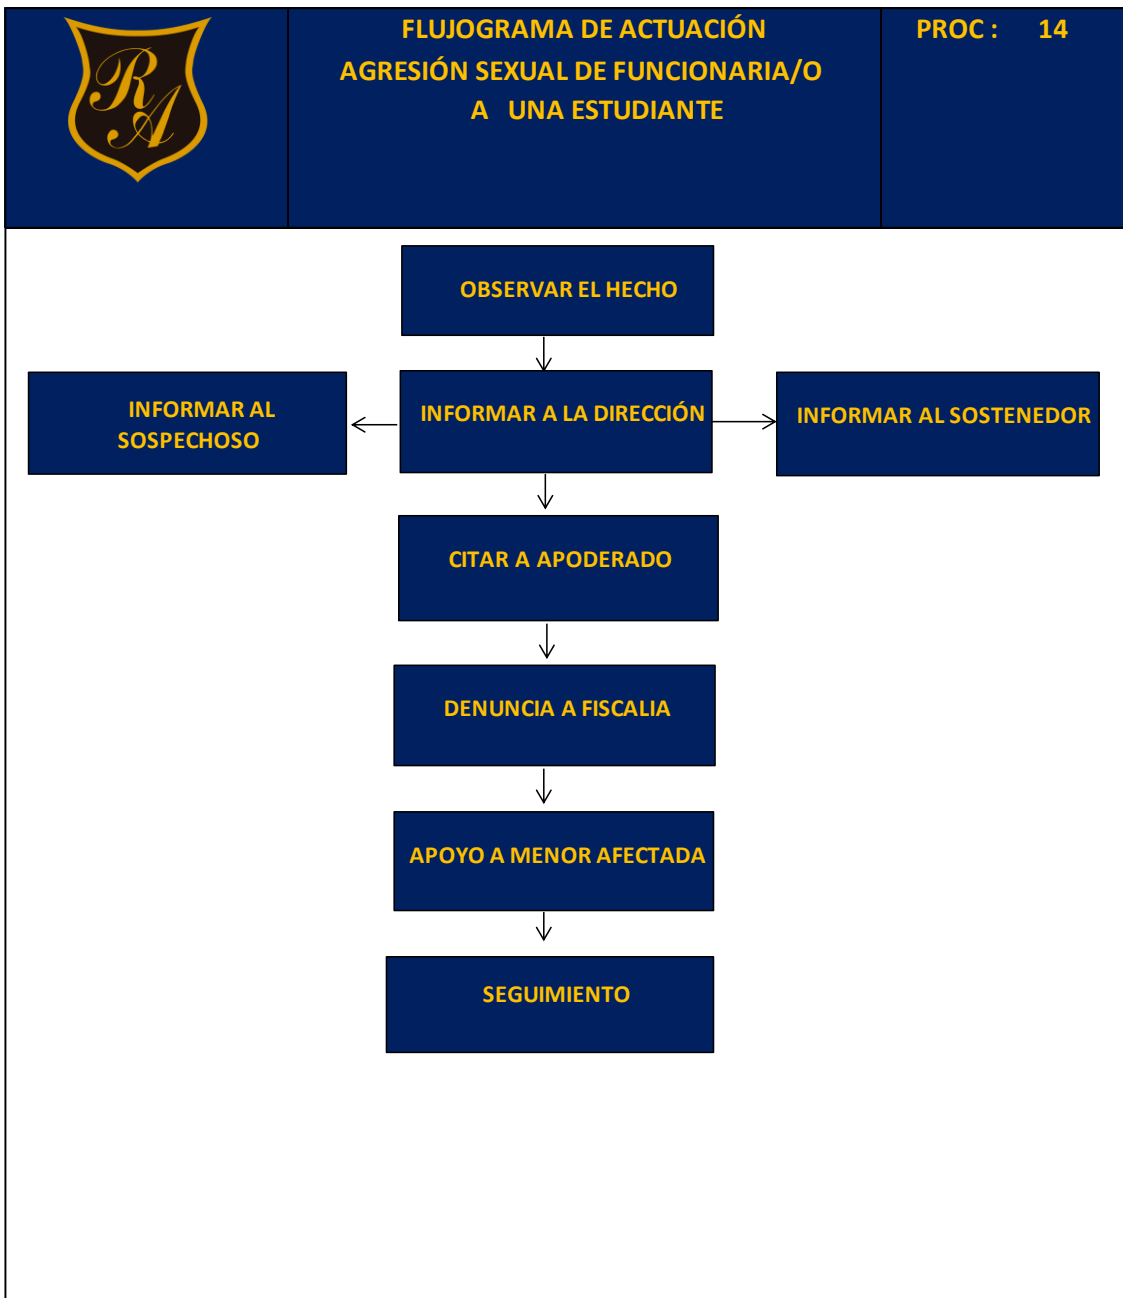 RA
FLUJOGRAMA DE ACTUACIÓN
AGRESIÓN SEXUAL DE FUNCIONARIA/O
A UNA ESTUDIANTE
PROC : 14
OBSERVAR EL HECHO
INFORMAR AL
SOSPECHOSO
INFORMAR A LA DIRECCIÓN
INFORMAR AL SOSTENEDOR
CITAR A APODERADO
DENUNCIA A FISCALIA
APOYO A MENOR AFECTADA
SEGUIMIENTO